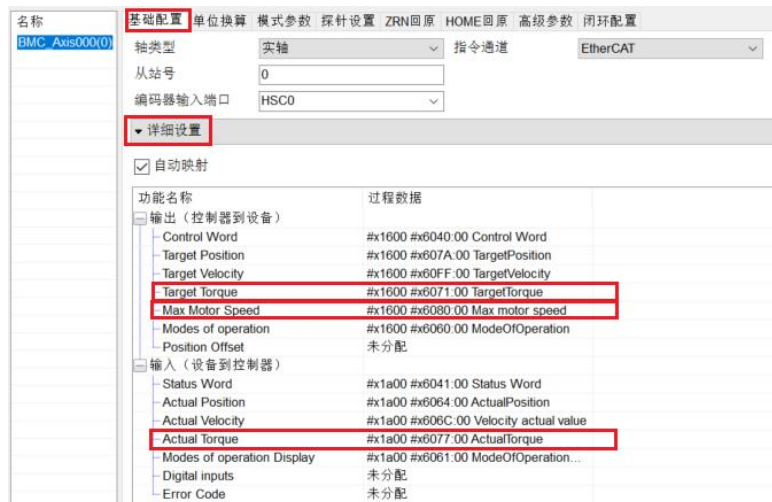 名称
BMC_Axis000(0)
基础配置 单位换算 模式参数 探针设置 ZRN回原 HOME回原 高级参数 闭环配置
轴类型 实轴 指令通道 EtherCAT
从站号 0
编码器输入端口 HSC0
详细设置
自动映射
功能名称 过程数据
输出（控制器到设备）
Control Word #x1600 #x6040:00 Control Word
Target Position #x1600 #x607A:00 TargetPosition
Target Velocity #x1600 #x60FF:00 TargetVelocity
Target Torque #x1600 #x6071:00 TargetTorque
Max Motor Speed #x1600 #x6080:00 Max motor speed
Modes of operation #x1600 #x6060:00 ModeOfOperation
Position Offset 未分配
输入（设备到控制器）
Status Word #x1a00 #x6041:00 Status Word
Actual Position #x1a00 #x6064:00 ActualPosition
Actual Velocity #x1a00 #x606C:00 Velocity actual value
Actual Torque #x1a00 #x6077:00 ActualTorque
Modes of operation Display #x1a00 #x6061:00 ModeOfOperation...
Digital inputs 未分配
Error Code 未分配